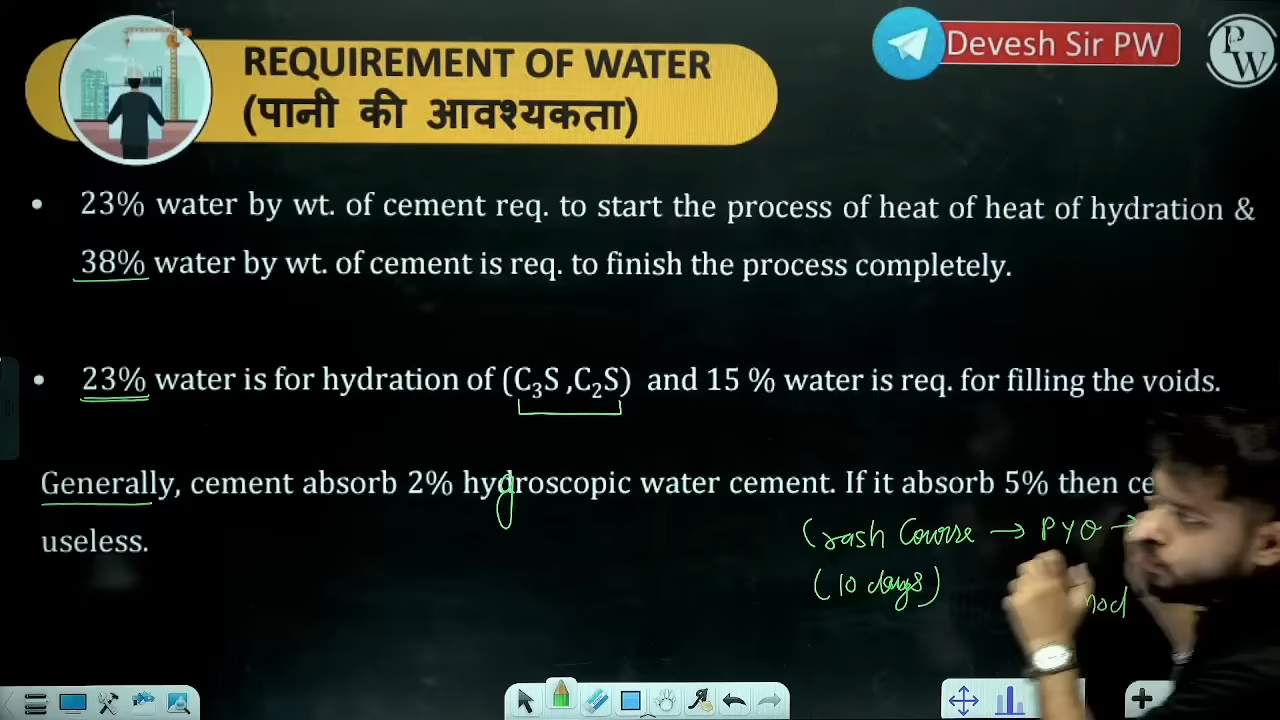 REQUIREMENT OF WATER
(पानी की आवश्यकता)
Devesh Sir PW
PW
• 23% water by wt. of cement req. to start the process of heat of heat of hydration &
38% water by wt. of cement is req. to finish the process completely.
• 23% water is for hydration of (C₃S ,C₂S) and 15 % water is req. for filling the voids.
Generally, cement absorb 2% hygroscopic water cement. If it absorb 5% then
useless.
Crash Course → PYQ →
(10 days)